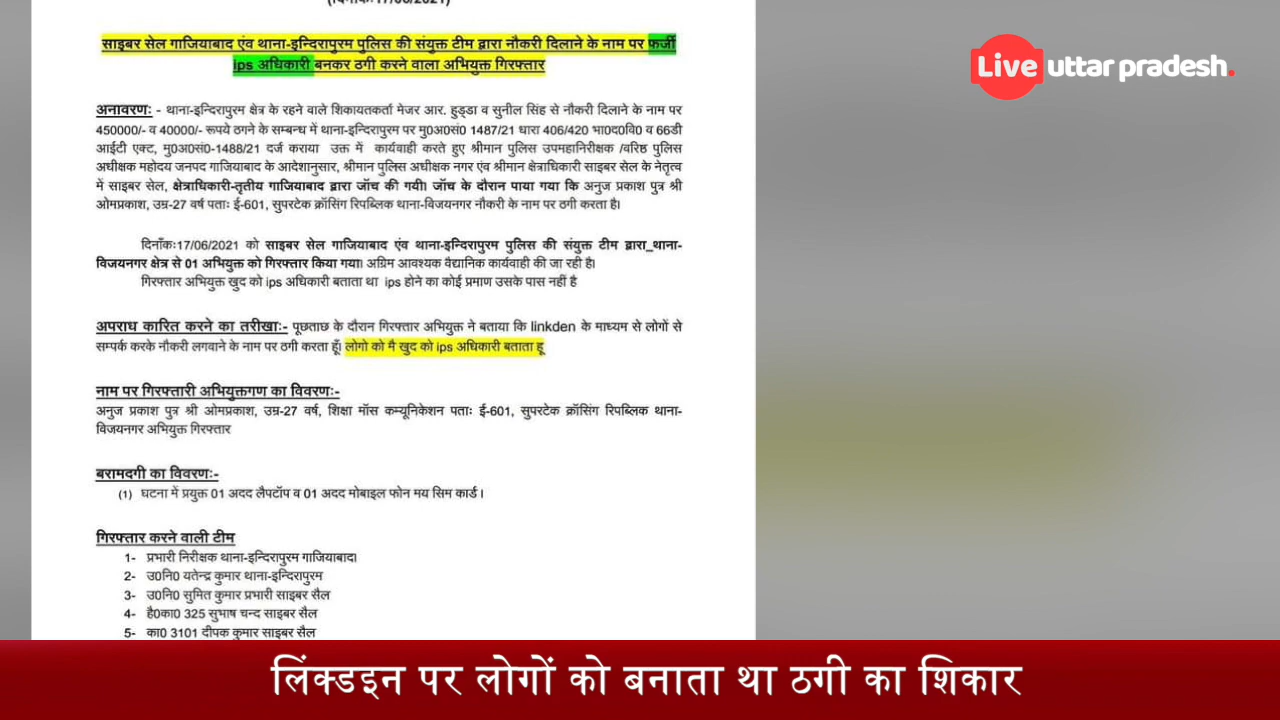 (दिनांकः17/06/2021)
साइबर सेल गाजियाबाद एंव थाना-इन्दिरापुरम पुलिस की संयुक्त टीम द्वारा नौकरी दिलाने के नाम पर फर्जी
ips अधिकारी बनकर ठगी करने वाला अभियुक्त गिरफ्तार
Live uttar pradesh.
अनावरणः - थाना-इन्दिरापुरम क्षेत्र के रहने वाले शिकायतकर्ता मेजर आर. हुड्डा व सुनील सिंह से नौकरी दिलाने के नाम पर
450000/- व 40000/- रूपये ठगने के सम्बन्ध में थाना-इन्दिरापुरम पर मु0अ0सं0 1487/21 धारा 406/420 भा0द0वि0 व 66डी
आईटी एक्ट, मु0अ0सं0-1488/21 दर्ज कराया उक्त में कार्यवाही करते हुए श्रीमान पुलिस उपमहानिरीक्षक /वरिष्ठ पुलिस
अधीक्षक महोदय जनपद गाजियाबाद के आदेशानुसार, श्रीमान पुलिस अधीक्षक नगर एंव श्रीमान क्षेत्राधिकारी साइबर सेल के नेतृत्व
में साइबर सेल, क्षेत्राधिकारी-तृतीय गाजियाबाद द्वारा जॉच की गयी। जॉच के दौरान पाया गया कि अनुज प्रकाश पुत्र श्री
ओमप्रकाश, उम्र-27 वर्ष पताः ई-601, सुपरटेक क्रॉसिंग रिपब्लिक थाना-विजयनगर नौकरी के नाम पर ठगी करता है।
दिनाँकः17/06/2021 को साइबर सेल गाजियाबाद एंव थाना-इन्दिरापुरम पुलिस की संयुक्त टीम द्वारा_थाना-
विजयनगर क्षेत्र से 01 अभियुक्त को गिरफ्तार किया गया। अग्रिम आवश्यक वैद्यानिक कार्यवाही की जा रही है।
गिरफ्तार अभियुक्त खुद को ips अधिकारी बताता था ips होने का कोई प्रमाण उसके पास नहीं है
अपराध कारित करने का तरीखाः- पूछताछ के दौरान गिरफ्तार अभियुक्त ने बताया कि linkden के माध्यम से लोगों से
सम्पर्क करके नौकरी लगवाने के नाम पर ठगी करता हूँ। लोगो को मै खुद को ips अधिकारी बताता हू
नाम पर गिरफ्तारी अभियुक्तगण का विवरणः-
अनुज प्रकाश पुत्र श्री ओमप्रकाश, उम्र-27 वर्ष, शिक्षा मॉस कम्यूनिकेशन पताः ई-601, सुपरटेक क्रॉसिंग रिपब्लिक थाना-
विजयनगर अभियुक्त गिरफ्तार
बरामदगी का विवरणः-
(1) घटना में प्रयुक्त 01 अदद लैपटॉप व 01 अदद मोबाइल फोन मय सिम कार्ड ।
गिरफ्तार करने वाली टीम
1- प्रभारी निरीक्षक थाना-इन्दिरापुरम गाजियाबाद।
2- उ0नि0 यतेन्द्र कुमार थाना-इन्दिरापुरम
3- उ0नि0 सुमित कुमार प्रभारी साइबर सैल
4- है0का0 325 सुभाष चन्द साइबर सैल
5- का0 3101 दीपक कुमार साइबर सैल
लिंक्डइन पर लोगों को बनाता था ठगी का शिकार